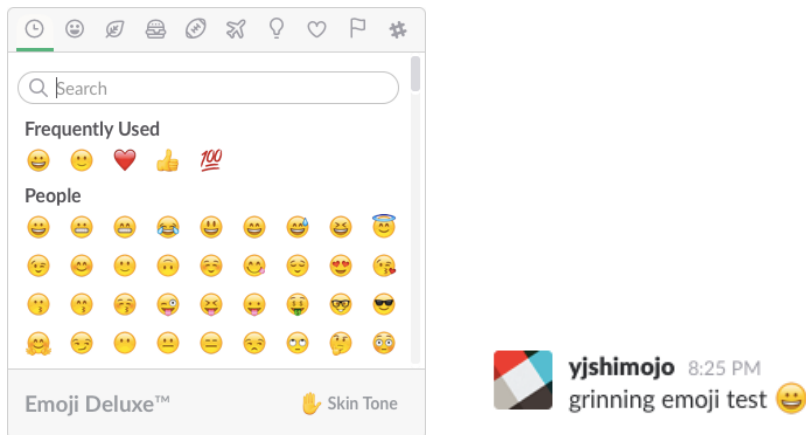 Search
Frequently Used
💯
People
Emoji Deluxe™
Skin Tone
yjshimojo 8:25 PM
grinning emoji test 😀